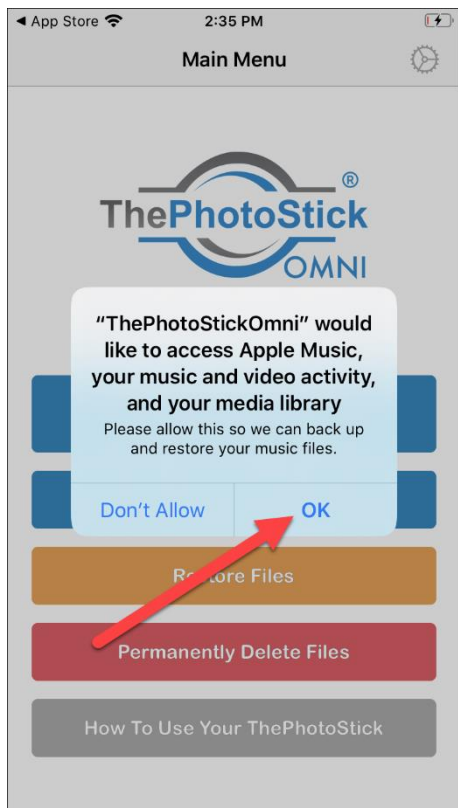 App Store
2:35 PM
Main Menu
ThePhotoStick®
OMNI
“ThePhotoStickOmni” would
like to access Apple Music,
your music and video activity,
and your media library
Please allow this so we can back up
and restore your music files.
Don’t Allow
OK
Restore Files
Permanently Delete Files
How To Use Your ThePhotoStick